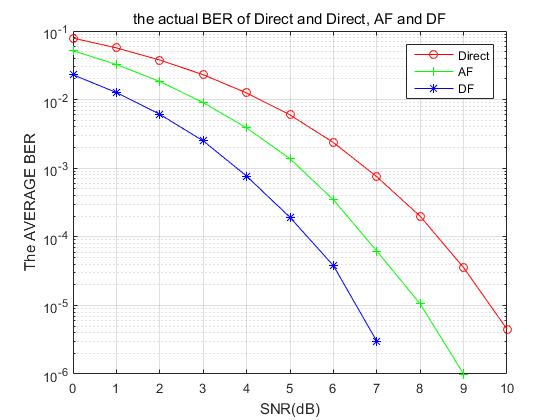 the actual BER of Direct and Direct, AF and DF
10-1
10-2
10-3
10-4
10-5
10-6
The AVERAGE BER
Direct
AF
DF
0 1 2 3 4 5 6 7 8 9 10
SNR(dB)